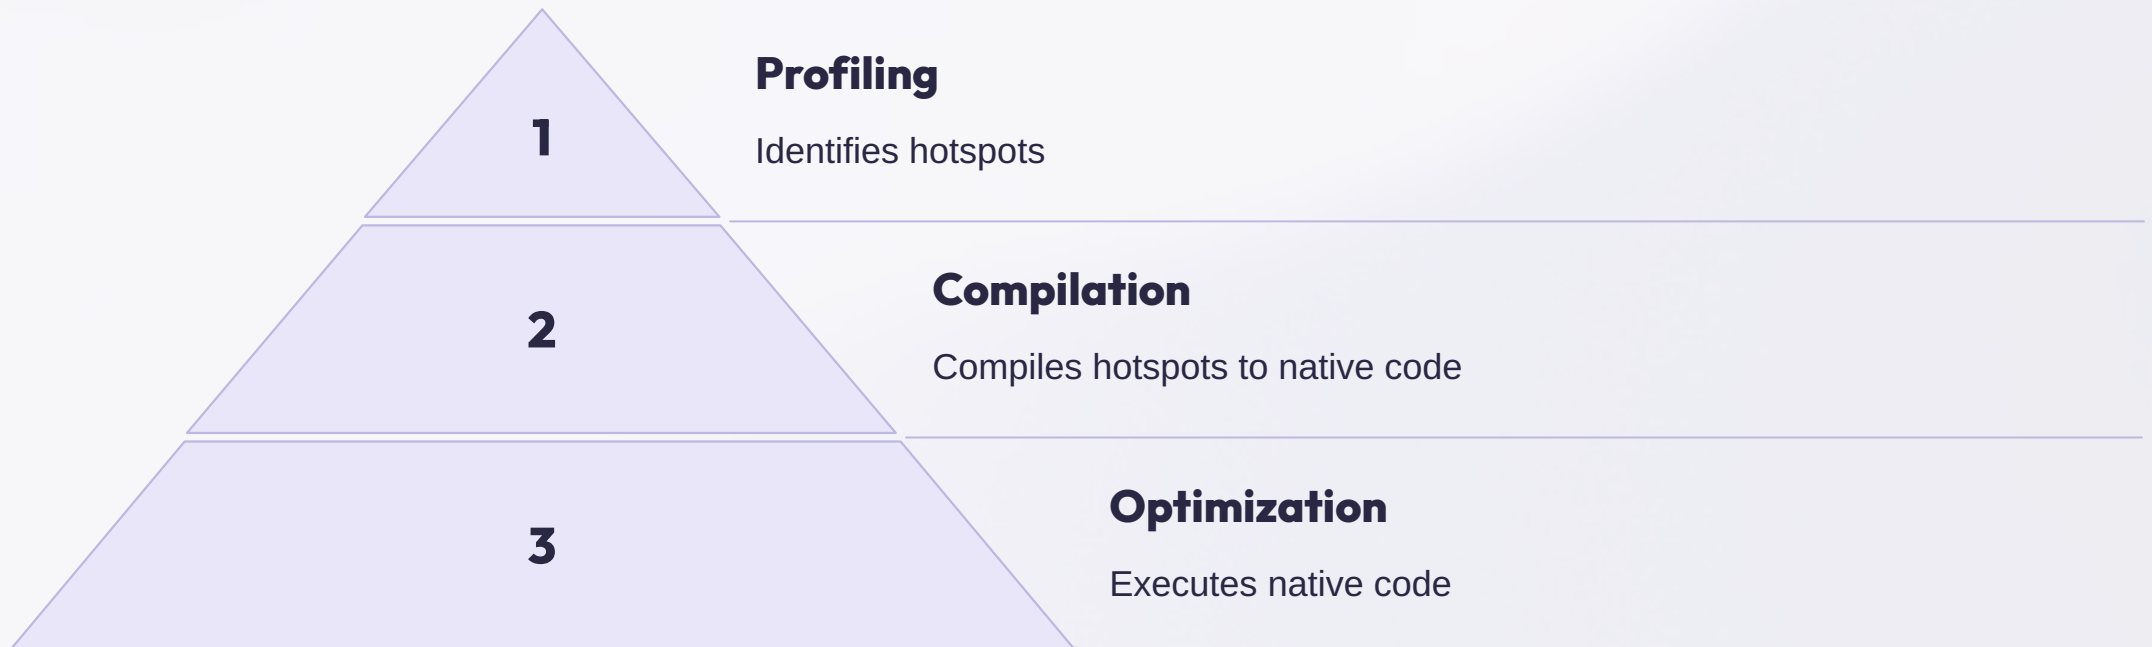 1
Profiling
Identifies hotspots
2
Compilation
Compiles hotspots to native code
3
Optimization
Executes native code